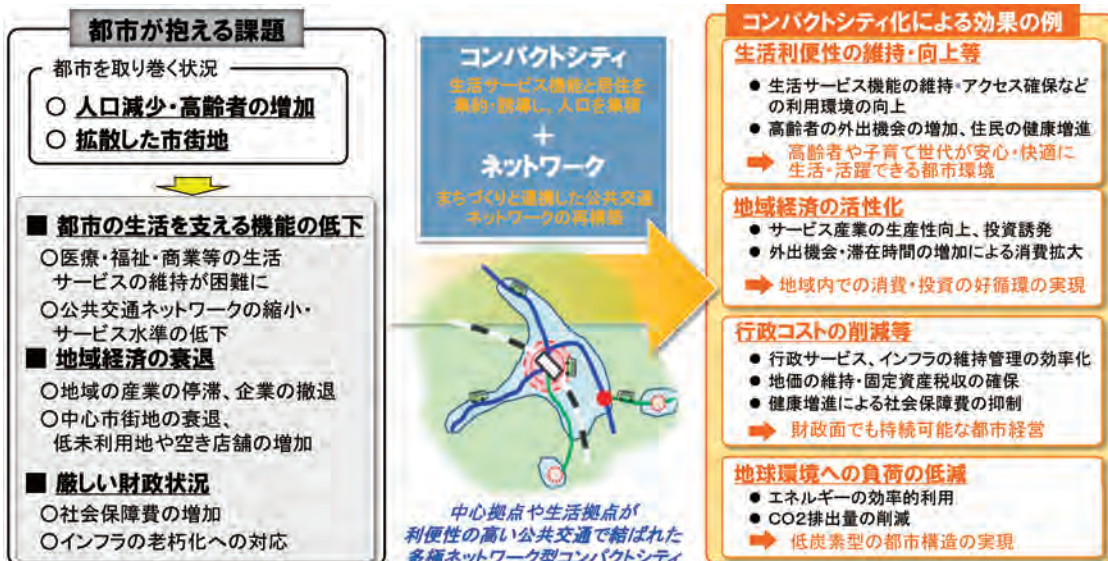 都市が抱える課題
都市を取り巻く状況
○ 人口減少・高齢者の増加
○ 拡散した市街地
■ 都市の生活を支える機能の低下
○医療・福祉・商業等の生活
サービスの維持が困難に
○公共交通ネットワークの縮小・
サービス水準の低下
■ 地域経済の衰退
○地域の産業の停滞、企業の撤退
○中心市街地の衰退、
低未利用地や空き店舗の増加
■ 厳しい財政状況
○社会保障費の増加
○インフラの老朽化への対応
コンパクトシティ
生活サービス機能と居住を
集約・誘導し、人口を集積
+
ネットワーク
まちづくりと連携した公共交通
ネットワークの再構築
中心拠点や生活拠点が
利便性の高い公共交通で結ばれた
多極ネットワーク型コンパクトシティ
コンパクトシティ化による効果の例
生活利便性の維持・向上等
● 生活サービス機能の維持・アクセス確保など
の利用環境の向上
● 高齢者の外出機会の増加、住民の健康増進
➡ 高齢者や子育て世代が安心・快適に
生活・活躍できる都市環境
地域経済の活性化
● サービス産業の生産性向上、投資誘発
● 外出機会・滞在時間の増加による消費拡大
➡ 地域内での消費・投資の好循環の実現
行政コストの削減等
● 行政サービス、インフラの維持管理の効率化
● 地価の維持・固定資産税収の確保
● 健康増進による社会保障費の抑制
➡ 財政面でも持続可能な都市経営
地球環境への負荷の低減
● エネルギーの効率的利用
● CO2排出量の削減
➡ 低炭素型の都市構造の実現